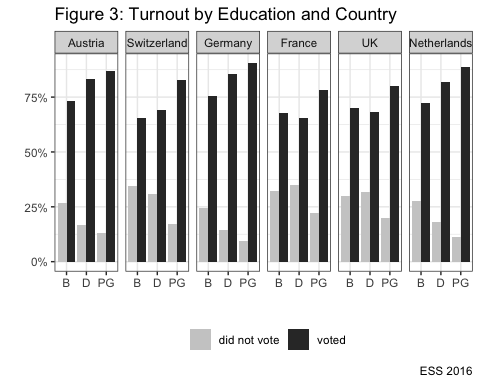 Figure 3: Turnout by Education and Country
Austria Switzerland Germany France UK Netherlands
75%
50%
25%
0%
B D PG B D PG B D PG B D PG B D PG B D PG
did not vote voted
ESS 2016